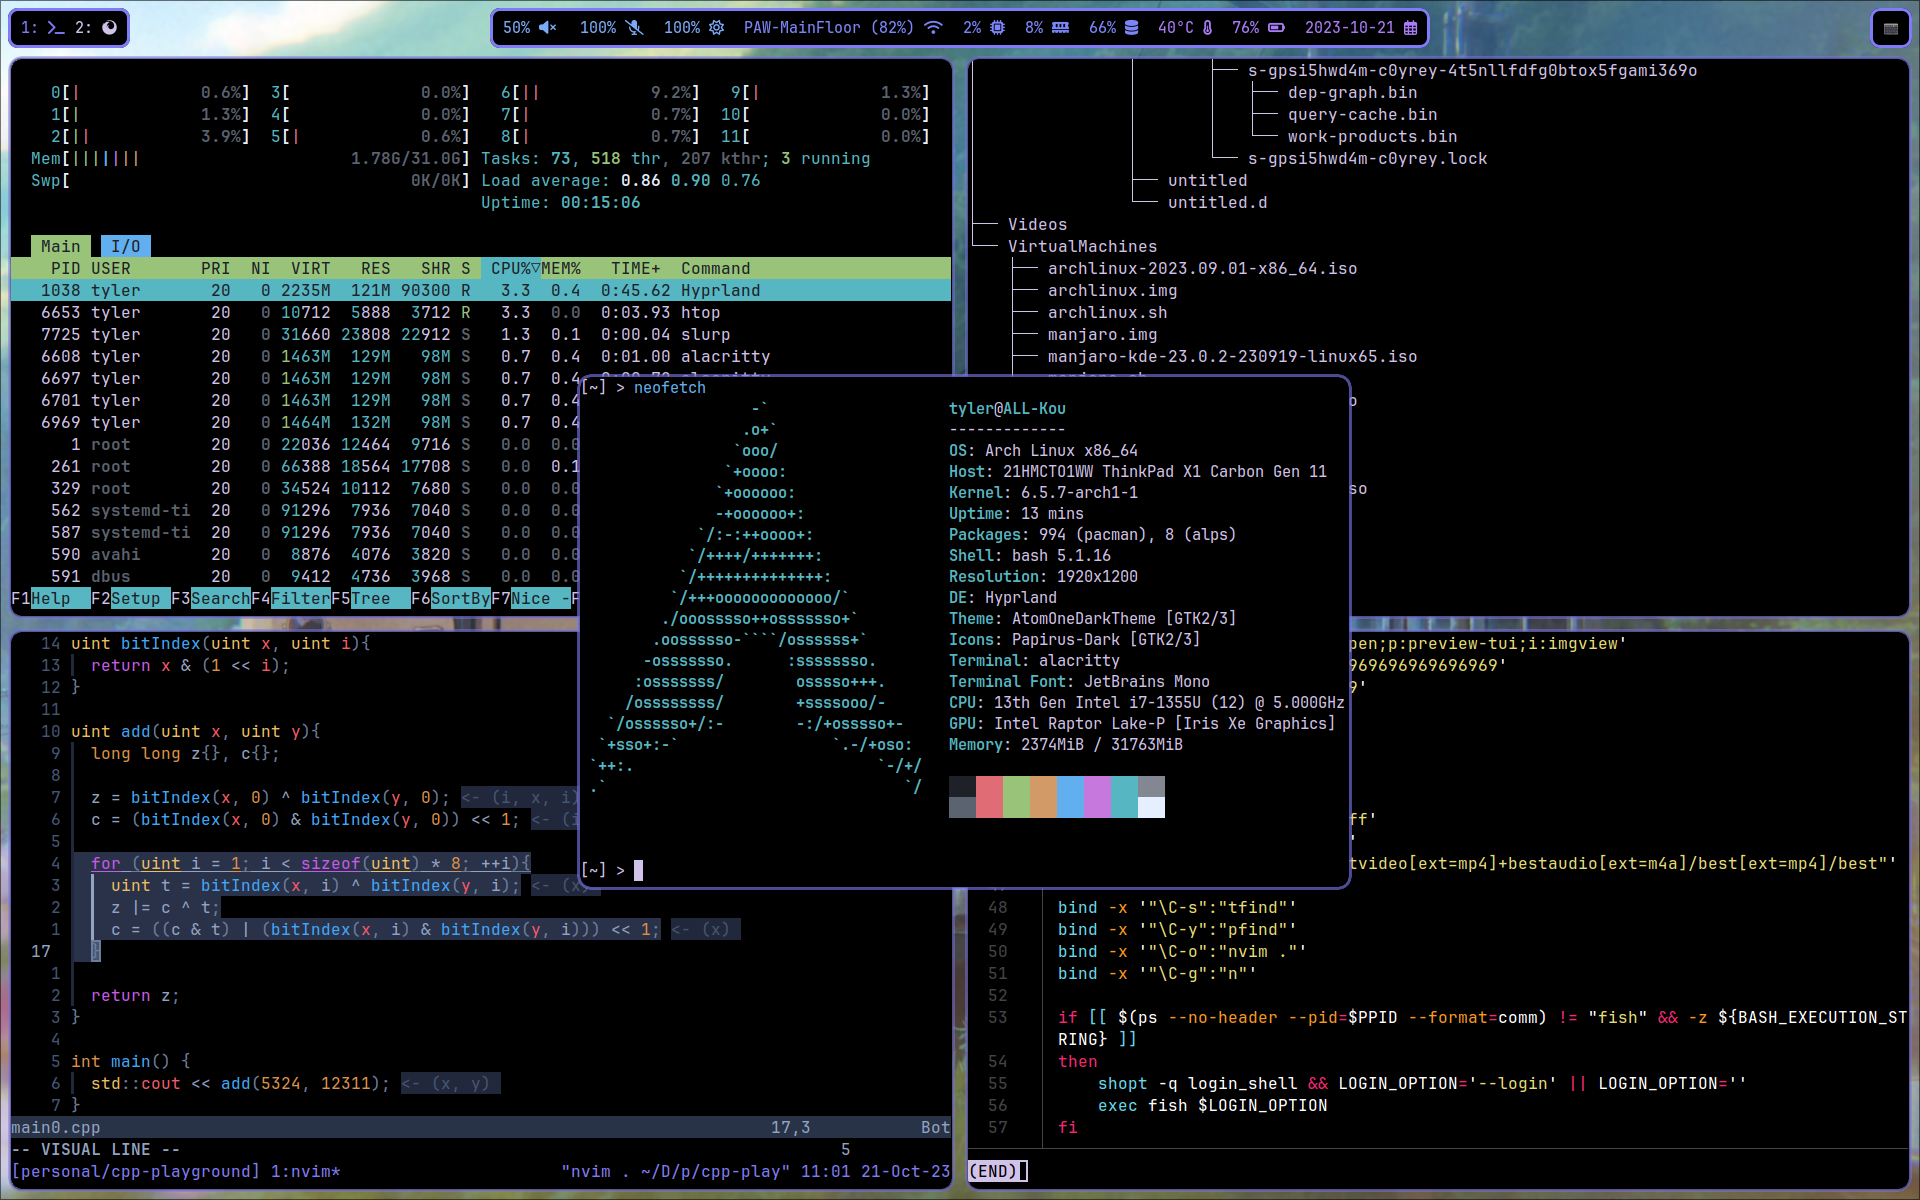 1: 2:
50% 100% 100% PAW-MainFloor (82%) 2% 8% 66% 40°C 76% 2023-10-21
0[| 0.6%] 3[ 0.0%] 6[|| 9.2%] 9[| 1.3%]
1[| 1.3%] 4[ 0.0%] 7[| 0.7%] 10[ 0.0%]
2[|| 3.9%] 5[| 0.6%] 8[| 0.7%] 11[ 0.0%]
Mem[||||||| 1.78G/31.0G] Tasks: 73, 518 thr, 207 kthr; 3 running
Swp[ 0K/0K] Load average: 0.86 0.90 0.76
Uptime: 00:15:06
Main I/O
PID USER PRI NI VIRT RES SHR S CPU%▽MEM% TIME+ Command
1038 tyler 20 0 2235M 121M 90300 R 3.3 0.4 0:45.62 Hyprland
6653 tyler 20 0 10712 5888 3712 R 3.3 0.0 0:03.93 htop
7725 tyler 20 0 31660 23808 22912 S 1.3 0.1 0:00.04 slurp
6608 tyler 20 0 1463M 129M 98M S 0.7 0.4 0:01.00 alacritty
6697 tyler 20 0 1463M 129M 98M S 0.7 0.4
6701 tyler 20 0 1463M 129M 98M S 0.7 0.4
6969 tyler 20 0 1464M 132M 98M S 0.7 0.4
1 root 20 0 22036 12464 9716 S 0.0 0.0
261 root 20 0 66388 18564 17708 S 0.0 0.1
329 root 20 0 34524 10112 7680 S 0.0 0.0
562 systemd-ti 20 0 91296 7936 7040 S 0.0 0.0
587 systemd-ti 20 0 91296 7936 7040 S 0.0 0.0
590 avahi 20 0 8876 4076 3820 S 0.0 0.0
591 dbus 20 0 9412 4736 3968 S 0.0 0.0
F1Help F2Setup F3Search F4Filter F5Tree F6SortBy F7Nice -F
├── s-gpsi5hwd4m-c0yrey-4t5nllfdfg0btox5fgami369o
├── dep-graph.bin
├── query-cache.bin
└── work-products.bin
└── s-gpsi5hwd4m-c0yrey.lock
├── untitled
└── untitled.d
├── Videos
└── VirtualMachines
├── archlinux-2023.09.01-x86_64.iso
├── archlinux.img
├── archlinux.sh
├── manjaro.img
├── manjaro-kde-23.0.2-230919-linux65.iso
o
so
[~] > neofetch
-`
.o+`
`ooo/
`+oooo:
`+oooooo:
-+oooooo+:
`/:-:++oooo+:
`/++++/+++++++:
`/++++++++++++++:
`/+++ooooooooooooo/`
./ooosssso++osssssso+`
.oossssso-````/ossssss+`
-osssssso. :ssssssso.
:osssssss/ osssso+++.
/ossssssss/ +ssssooo/-
`/ossssso+/:- -:/+osssso+-
`+sso+:-` `.-/+oso:
`++:. `-/+/
.` `/
tyler@ALL-Kou
-------------
OS: Arch Linux x86_64
Host: 21HMCTO1WW ThinkPad X1 Carbon Gen 11
Kernel: 6.5.7-arch1-1
Uptime: 13 mins
Packages: 994 (pacman), 8 (alps)
Shell: bash 5.1.16
Resolution: 1920x1200
DE: Hyprland
Theme: AtomOneDarkTheme [GTK2/3]
Icons: Papirus-Dark [GTK2/3]
Terminal: alacritty
Terminal Font: JetBrains Mono
CPU: 13th Gen Intel i7-1355U (12) @ 5.000GHz
GPU: Intel Raptor Lake-P [Iris Xe Graphics]
Memory: 2374MiB / 31763MiB
[~] >
14 uint bitIndex(uint x, uint i){
13 return x & (1 << i);
12 }
11
10 uint add(uint x, uint y){
9 long long z{}, c{};
8
7 z = bitIndex(x, 0) ^ bitIndex(y, 0); <- (i, x, i)
6 c = (bitIndex(x, 0) & bitIndex(y, 0)) << 1; <- (i
5
4 for (uint i = 1; i < sizeof(uint) * 8; ++i){
3 uint t = bitIndex(x, i) ^ bitIndex(y, i); <- (x
2 z |= c ^ t;
1 c = ((c & t) | (bitIndex(x, i) & bitIndex(y, i))) << 1; <- (x)
17 }
1
2 return z;
3 }
4
5 int main() {
6 std::cout << add(5324, 12311); <- (x, y)
7 }
main0.cpp 17,3 Bot
-- VISUAL LINE -- 5
[personal/cpp-playground] 1:nvim* "nvim . ~/D/p/cpp-play" 11:01 21-Oct-23
pen;p:preview-tui;i:imgview'
969696969696969'
9'
ff'
'
tvideo[ext=mp4]+bestaudio[ext=m4a]/best[ext=mp4]/best"'
48 bind -x '"\C-s":"tfind"'
49 bind -x '"\C-y":"pfind"'
50 bind -x '"\C-o":"nvim ."'
51 bind -x '"\C-g":"n"'
52
53 if [[ $(ps --no-header --pid=$PPID --format=comm) != "fish" && -z ${BASH_EXECUTION_ST
RING} ]]
54 then
55 shopt -q login_shell && LOGIN_OPTION='--login' || LOGIN_OPTION=''
56 exec fish $LOGIN_OPTION
57 fi
(END)